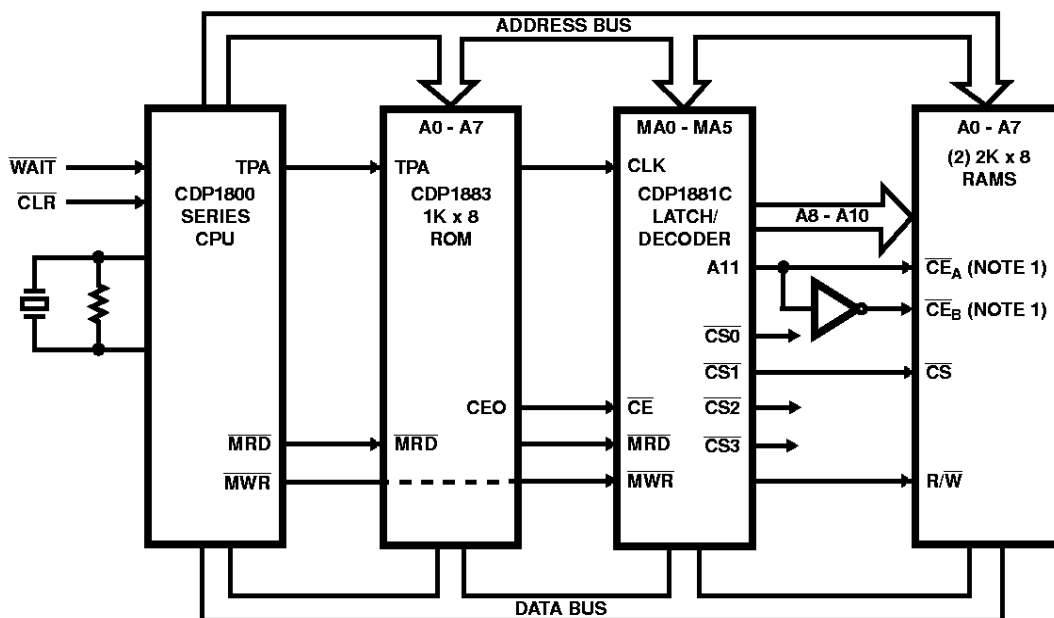 ADDRESS BUS
A0 - A7
MA0 - MA5
A0 - A7
WAIT
CLR
TPA
CDP1800
SERIES
CPU
MRD
MWR
TPA
CDP1883
1K x 8
ROM
CEO
MRD
CLK
CDP1881C
LATCH/
DECODER
A11
CS0
CS1
CE
CS2
MRD
CS3
MWR
A8 - A10
(2) 2K x 8
RAMS
CEA (NOTE 1)
CEB (NOTE 1)
CS
R/W
DATA BUS